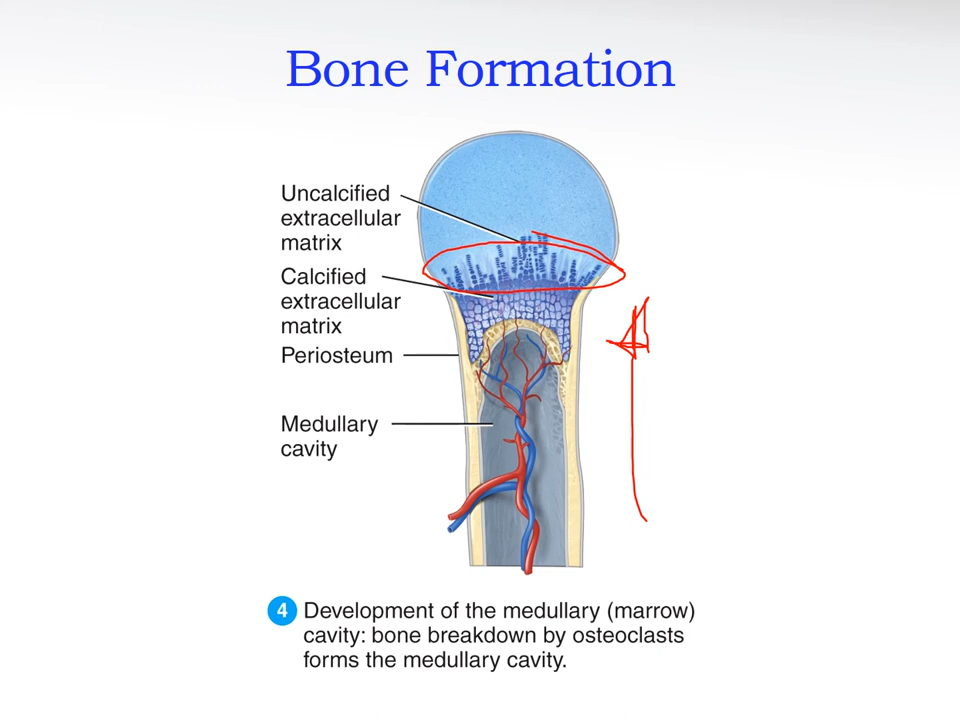 Bone Formation
Uncalcified
extracellular
matrix
Calcified
extracellular
matrix
Periosteum
Medullary
cavity
4 Development of the medullary (marrow)
cavity: bone breakdown by osteoclasts
forms the medullary cavity.